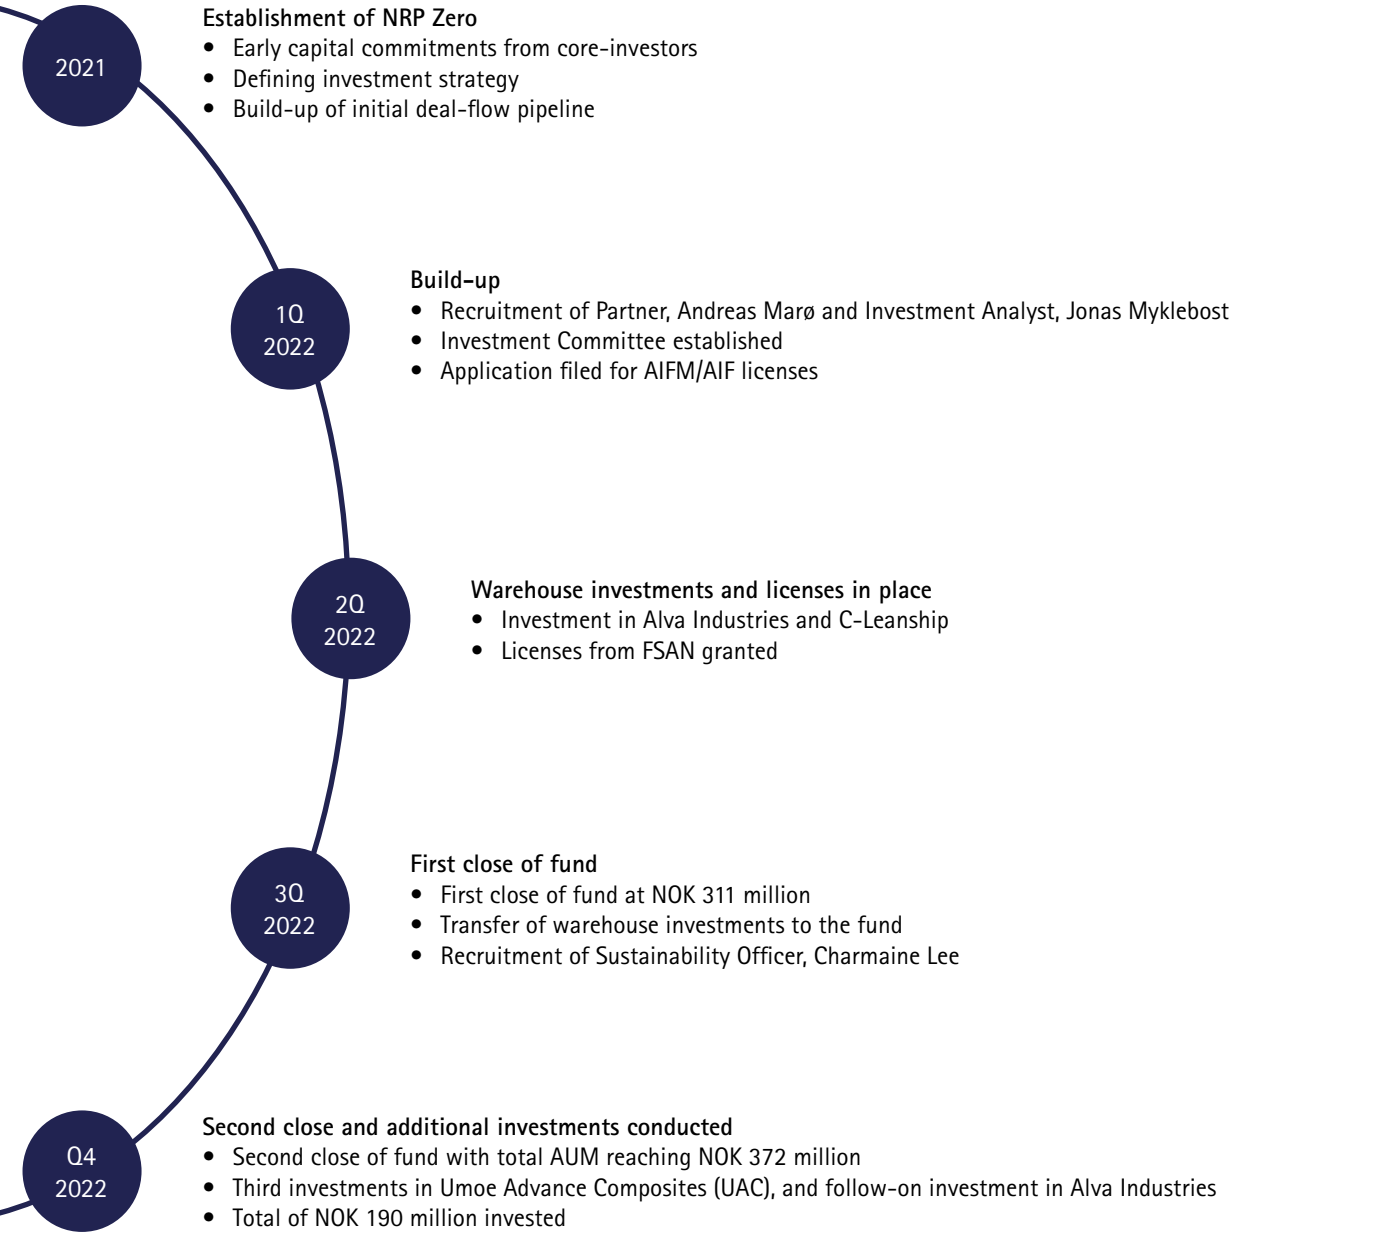 2021
Establishment of NRP Zero
• Early capital commitments from core-investors
• Defining investment strategy
• Build-up of initial deal-flow pipeline
1Q
2022
Build-up
• Recruitment of Partner, Andreas Marø and Investment Analyst, Jonas Myklebost
• Investment Committee established
• Application filed for AIFM/AIF licenses
2Q
2022
Warehouse investments and licenses in place
• Investment in Alva Industries and C-Leanship
• Licenses from FSAN granted
3Q
2022
First close of fund
• First close of fund at NOK 311 million
• Transfer of warehouse investments to the fund
• Recruitment of Sustainability Officer, Charmaine Lee
Q4
2022
Second close and additional investments conducted
• Second close of fund with total AUM reaching NOK 372 million
• Third investments in Umoe Advance Composites (UAC), and follow-on investment in Alva Industries
• Total of NOK 190 million invested